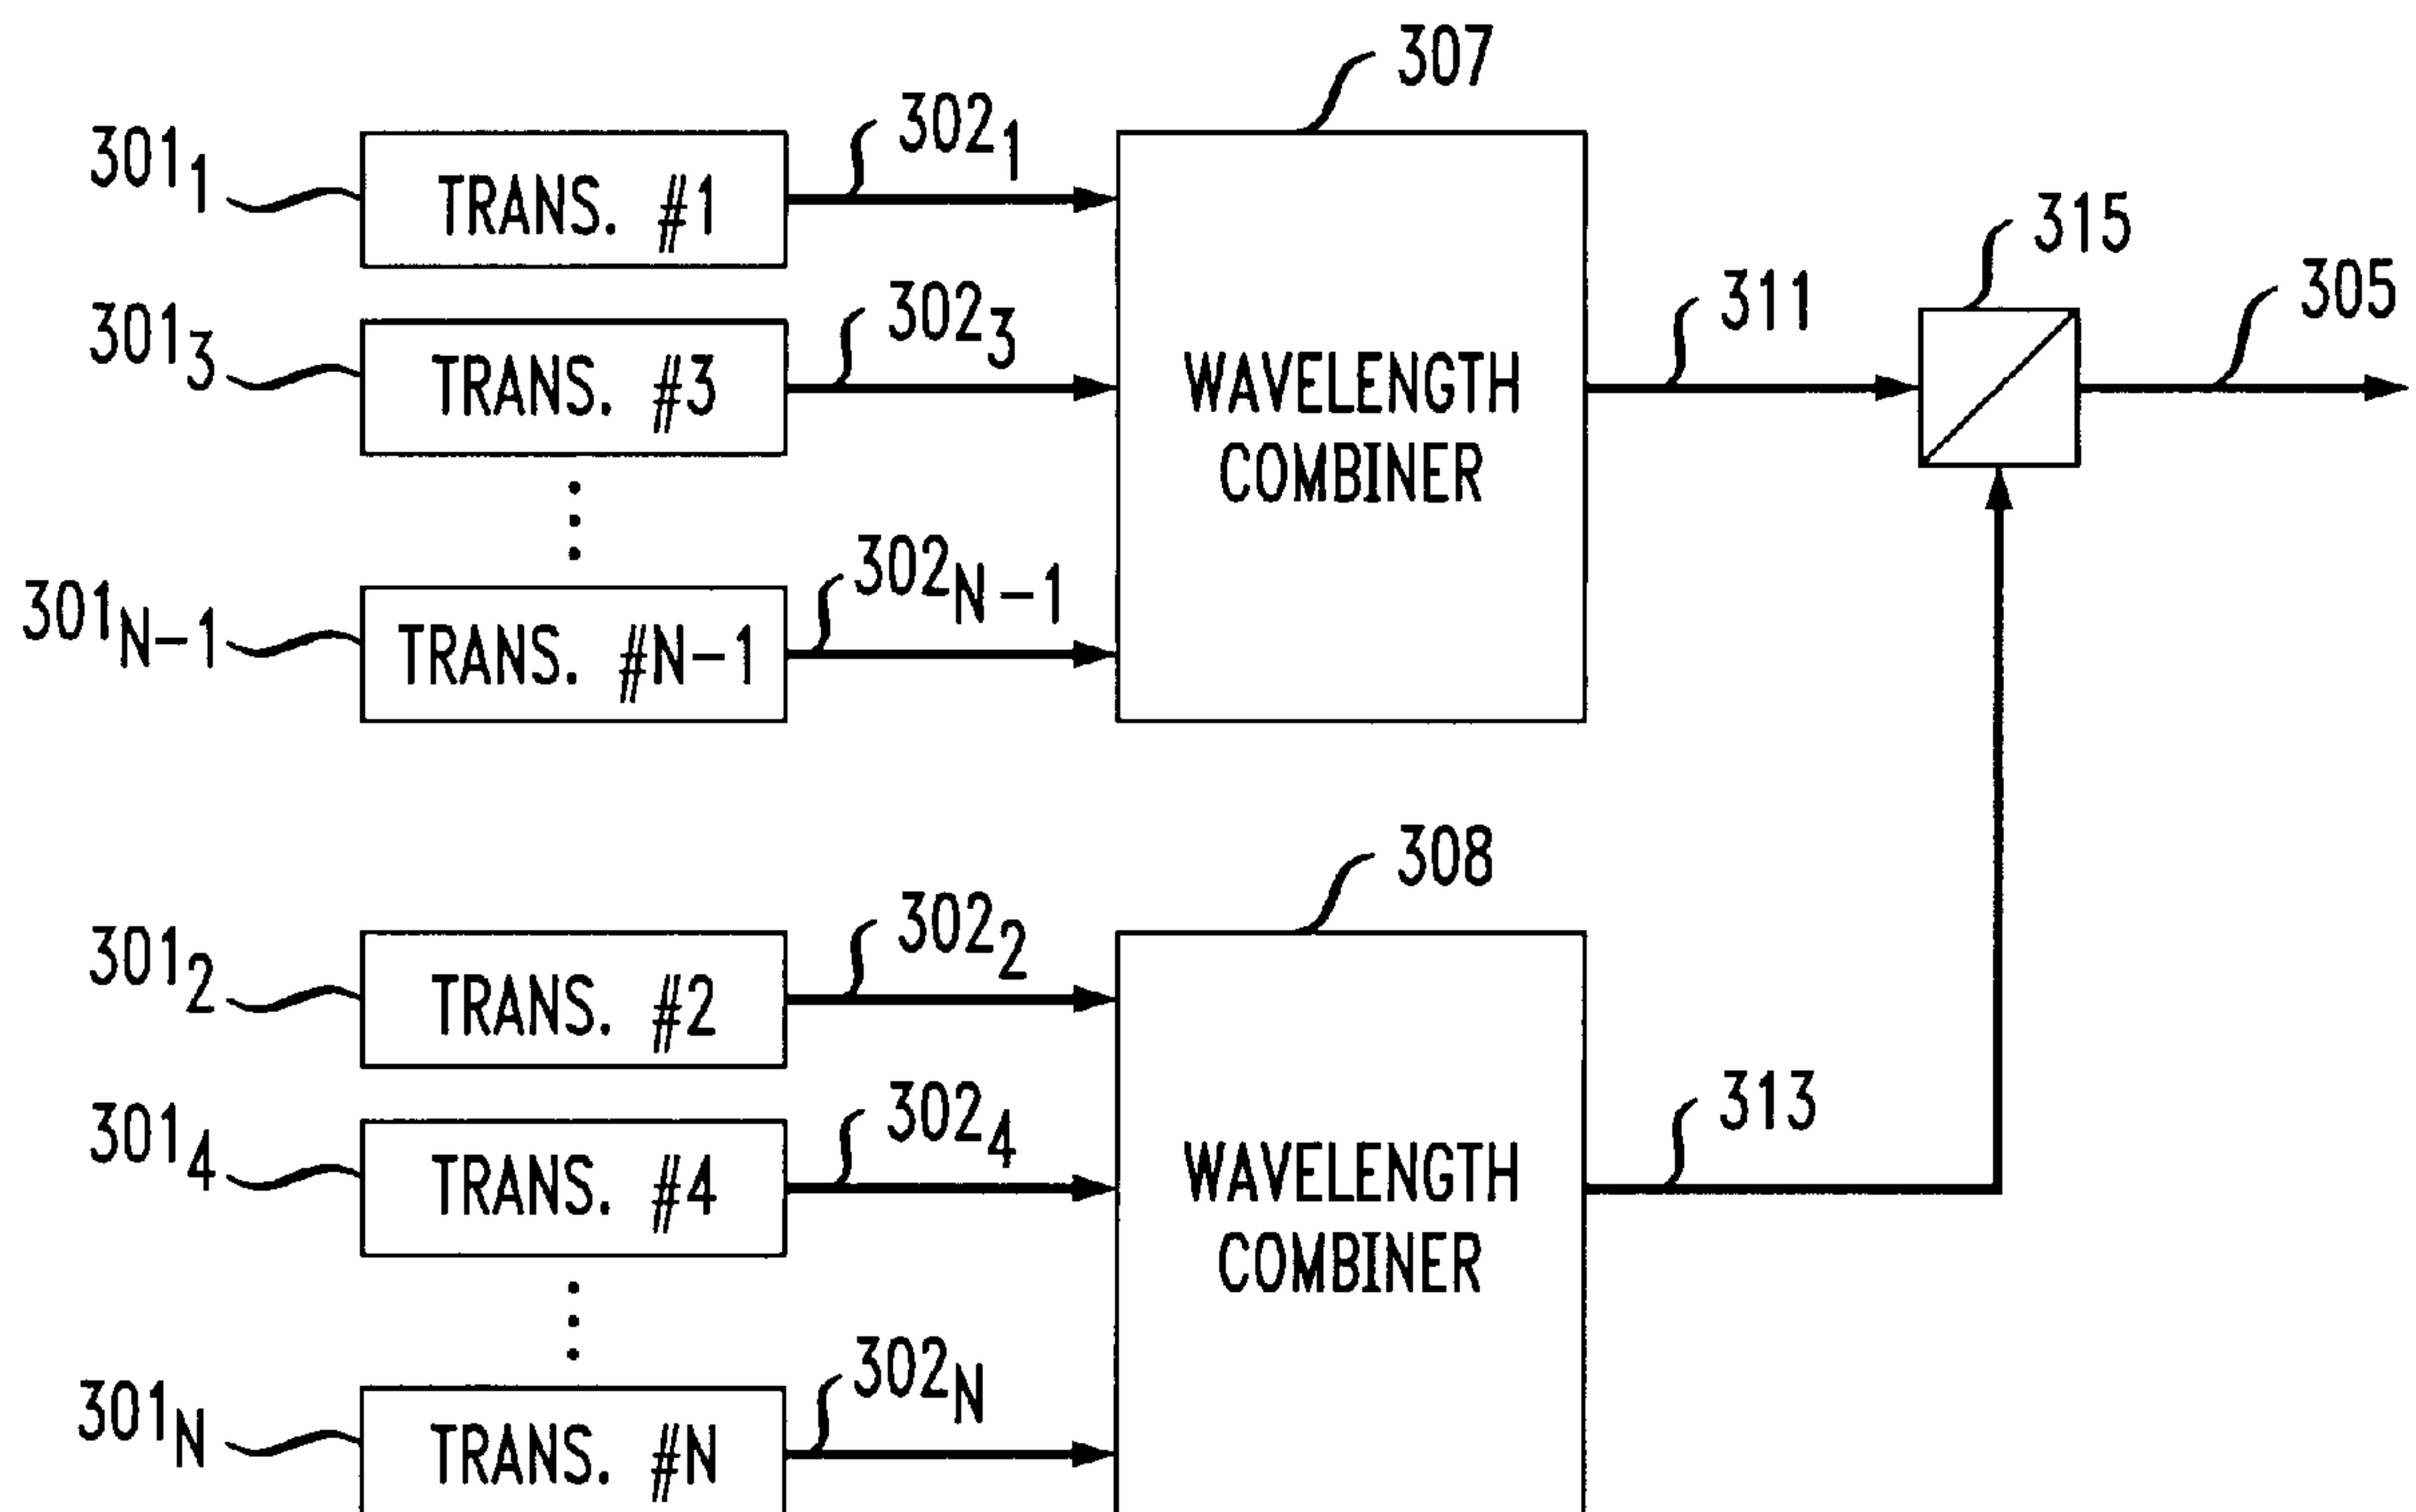 307
301₁
TRANS. #1
302₁
301₃
TRANS. #3
302₃
WAVELENGTH
COMBINER
311
315
305
301N-1
TRANS. #N-1
302N-1
308
301₂
TRANS. #2
302₂
301₄
TRANS. #4
302₄
WAVELENGTH
COMBINER
313
301N
TRANS. #N
302N